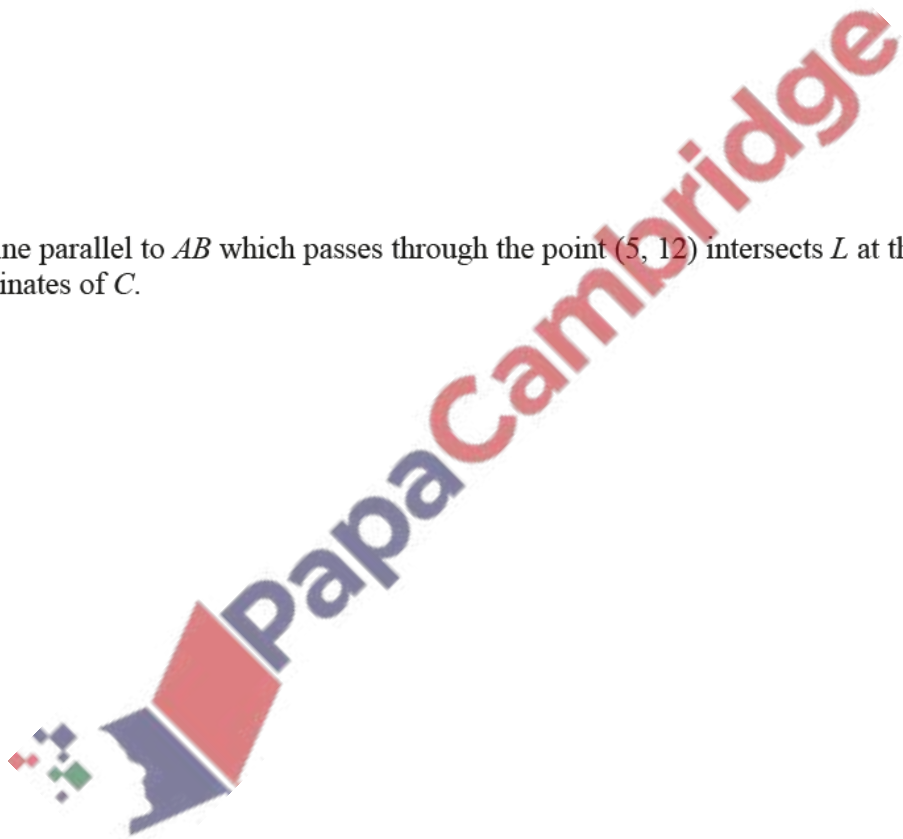 ne parallel to AB which passes through the point (5, 12) intersects L at th
inates of C.
PapaCambridge